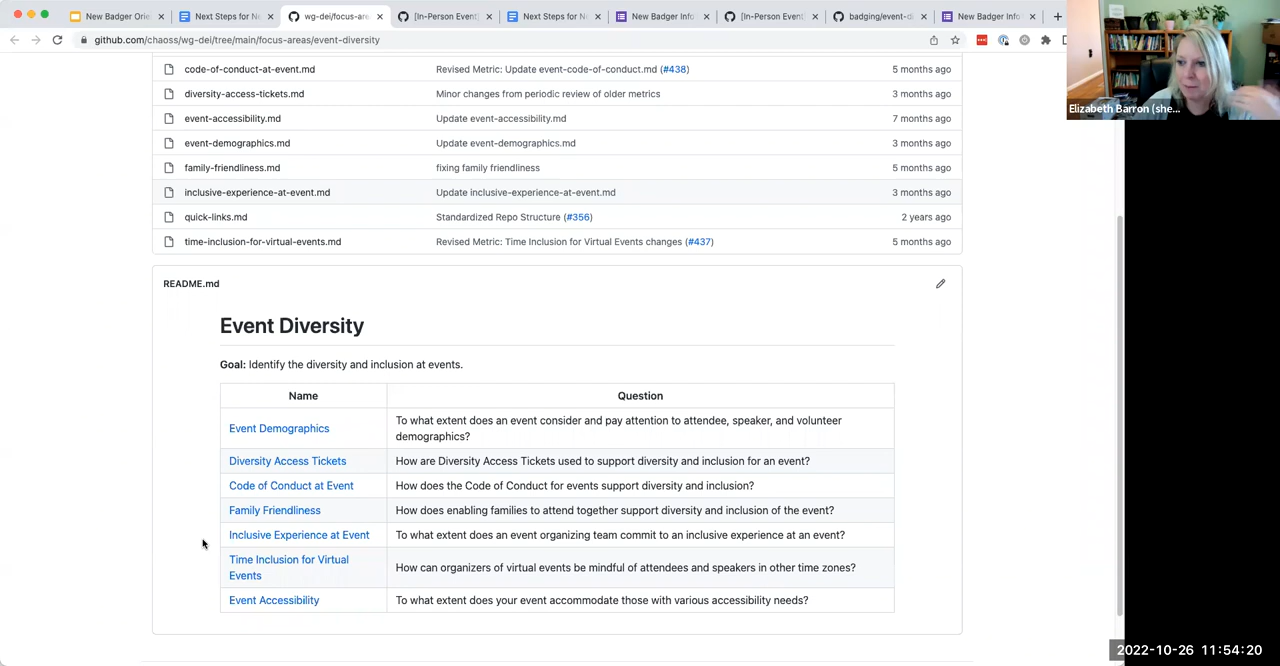 New Badger Orie
Next Steps for Ne
wg-dei/focus-area
[In-Person Event]
Next Steps for N
New Badger Info
[In-Person Event]
badging/event-di
New Badger Info
github.com/chaoss/wg-dei/tree/main/focus-areas/event-diversity
Elizabeth Barron (she...
code-of-conduct-at-event.md Revised Metric: Update event-code-of-conduct.md (#438) 5 months ago
diversity-access-tickets.md Minor changes from periodic review of older metrics 3 months ago
event-accessibility.md Update event-accessibility.md 7 months ago
event-demographics.md Update event-demographics.md 3 months ago
family-friendliness.md fixing family friendliness 5 months ago
inclusive-experience-at-event.md Update inclusive-experience-at-event.md 3 months ago
quick-links.md Standardized Repo Structure (#356) 2 years ago
time-inclusion-for-virtual-events.md Revised Metric: Time Inclusion for Virtual Events changes (#437) 5 months ago
README.md
Event Diversity
Goal: Identify the diversity and inclusion at events.
Name Question
Event Demographics To what extent does an event consider and pay attention to attendee, speaker, and volunteer
demographics?
Diversity Access Tickets How are Diversity Access Tickets used to support diversity and inclusion for an event?
Code of Conduct at Event How does the Code of Conduct for events support diversity and inclusion?
Family Friendliness How does enabling families to attend together support diversity and inclusion of the event?
Inclusive Experience at Event To what extent does an event organizing team commit to an inclusive experience at an event?
Time Inclusion for Virtual
Events How can organizers of virtual events be mindful of attendees and speakers in other time zones?
Event Accessibility To what extent does your event accommodate those with various accessibility needs?
2022-10-26 11:54:20